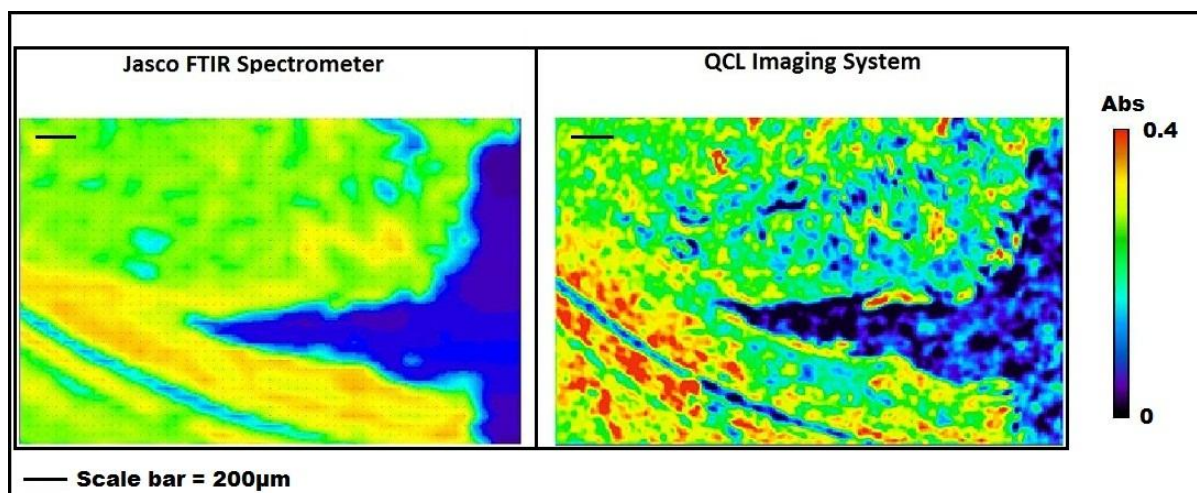 Jasco FTIR Spectrometer
QCL Imaging System
Abs
0.4
0
Scale bar = 200µm